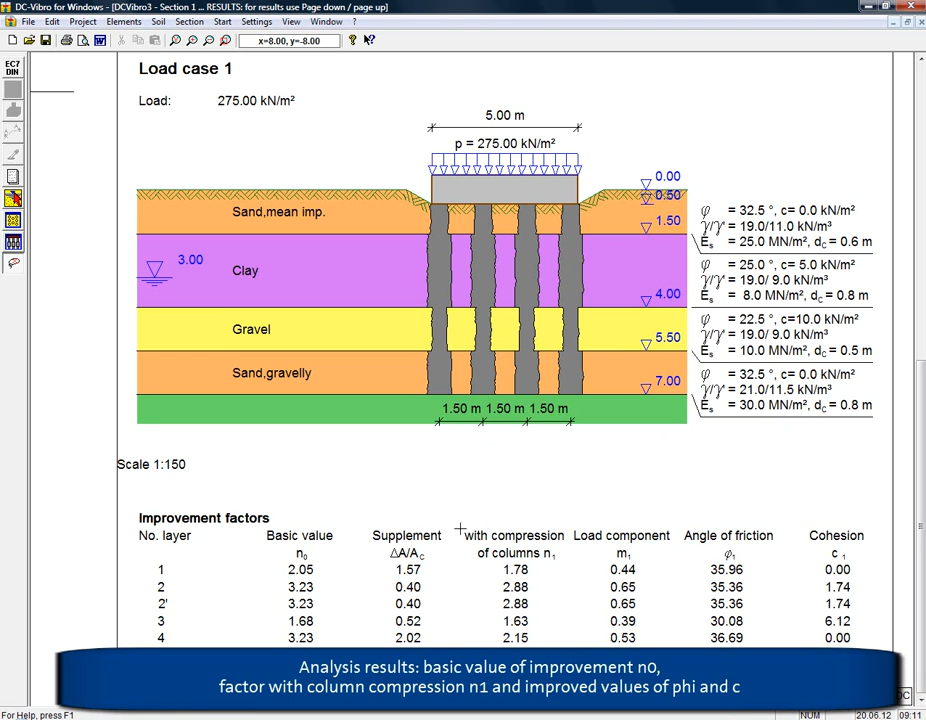 DC-Vibro for Windows - [DCVibro3 - Section 1 ... RESULTS: for results use Page down / page up]
File Edit Project Elements Soil Section Start Settings View Window ?
x=8.00, y=-8.00
EC7
DIN
Load case 1
Load: 275.00 kN/m²
5.00 m
p = 275.00 kN/m²
0.00
0.50
Sand,mean imp.
1.50
φ = 32.5 °, c= 0.0 kN/m²
γ/γ' = 19.0/11.0 kN/m³
Es = 25.0 MN/m², dc = 0.6 m
3.00
Clay
4.00
φ = 25.0 °, c= 5.0 kN/m²
γ/γ' = 19.0/ 9.0 kN/m³
Es = 8.0 MN/m², dc = 0.8 m
Gravel
5.50
φ = 22.5 °, c=10.0 kN/m²
γ/γ' = 19.0/ 9.0 kN/m³
Es = 10.0 MN/m², dc = 0.5 m
Sand,gravelly
7.00
φ = 32.5 °, c= 0.0 kN/m²
γ/γ' = 21.0/11.5 kN/m³
Es = 30.0 MN/m², dc = 0.8 m
1.50 m 1.50 m 1.50 m
Scale 1:150
Improvement factors
No. layer Basic value Supplement with compression Load component Angle of friction Cohesion
n₀ ΔA/Ac of columns n₁ m₁ φ₁ c ₁
1 2.05 1.57 1.78 0.44 35.96 0.00
2 3.23 0.40 2.88 0.65 35.36 1.74
2' 3.23 0.40 2.88 0.65 35.36 1.74
3 1.68 0.52 1.63 0.39 30.08 6.12
4 3.23 2.02 2.15 0.53 36.69 0.00
Analysis results: basic value of improvement n0,
factor with column compression n1 and improved values of phi and c
DC
For Help, press F1 NUM 20.06.12 09:11